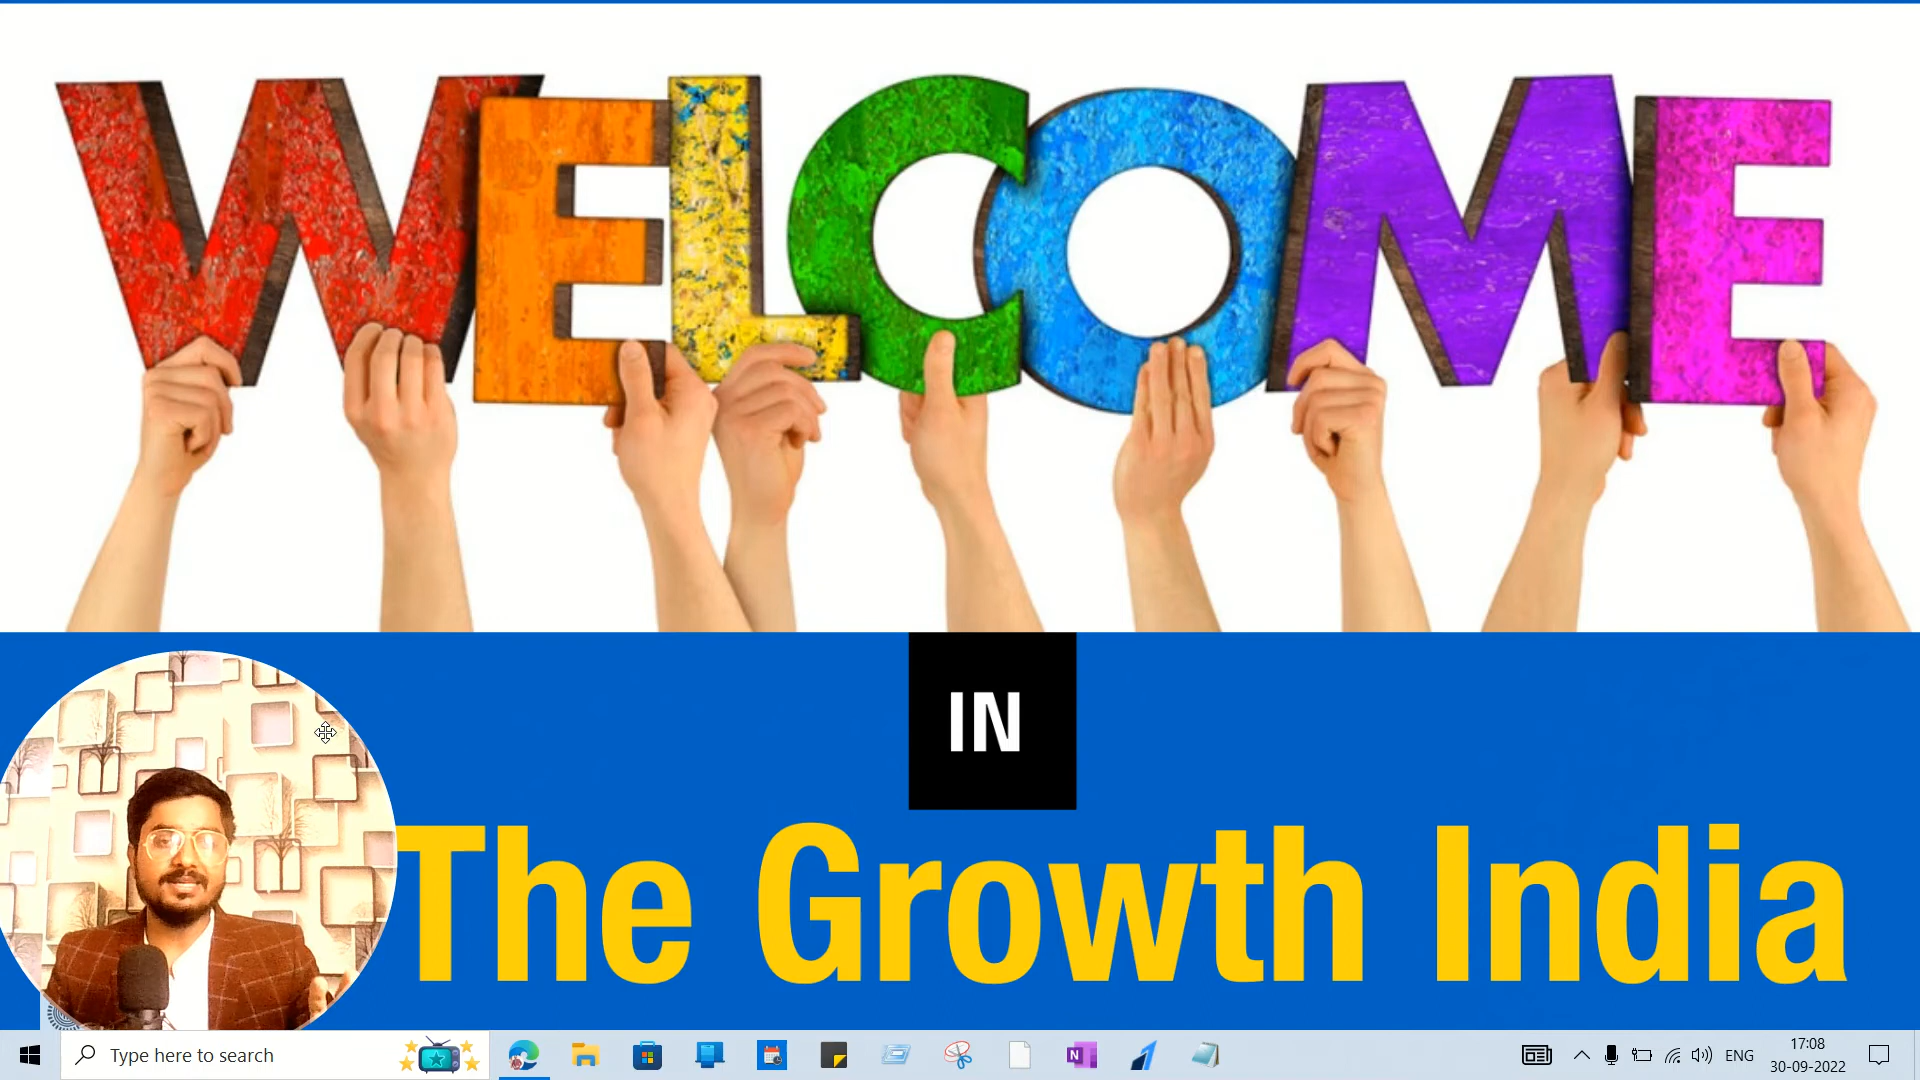 WELCOME
IN
The Growth India
Type here to search
N
ENG
17:08
30-09-2022